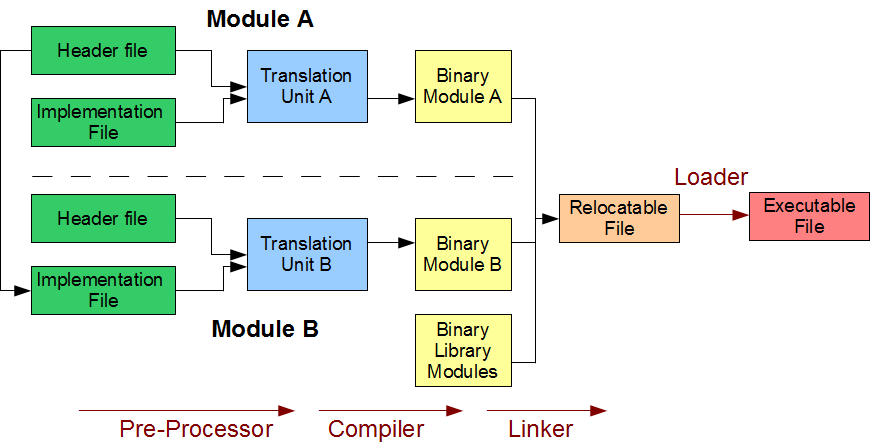 Module A
Header file
Implementation
File
Translation
Unit A
Binary
Module A
Header file
Implementation
File
Translation
Unit B
Binary
Module B
Module B
Binary
Library
Modules
Relocatable
File
Loader
Executable
File
Pre-Processor
Compiler
Linker